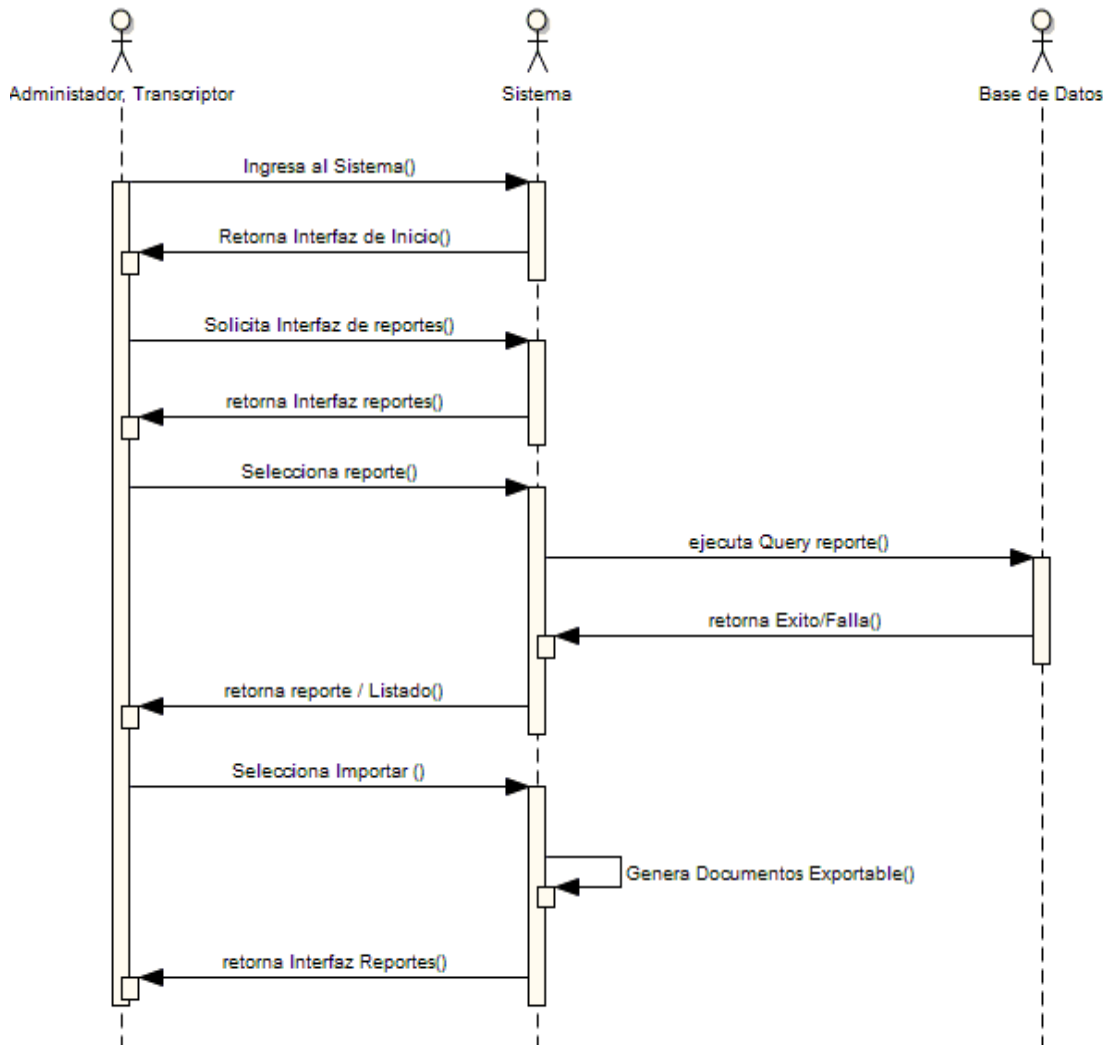 Administador, Transcriptor
Sistema
Base de Datos
Ingresa al Sistema()
Retorna Interfaz de Inicio()
Solicita Interfaz de reportes()
retorna Interfaz reportes()
Selecciona reporte()
ejecuta Query reporte()
retorna Exito/Falla()
retorna reporte / Listado()
Selecciona Importar ()
Genera Documentos Exportable()
retorna Interfaz Reportes()